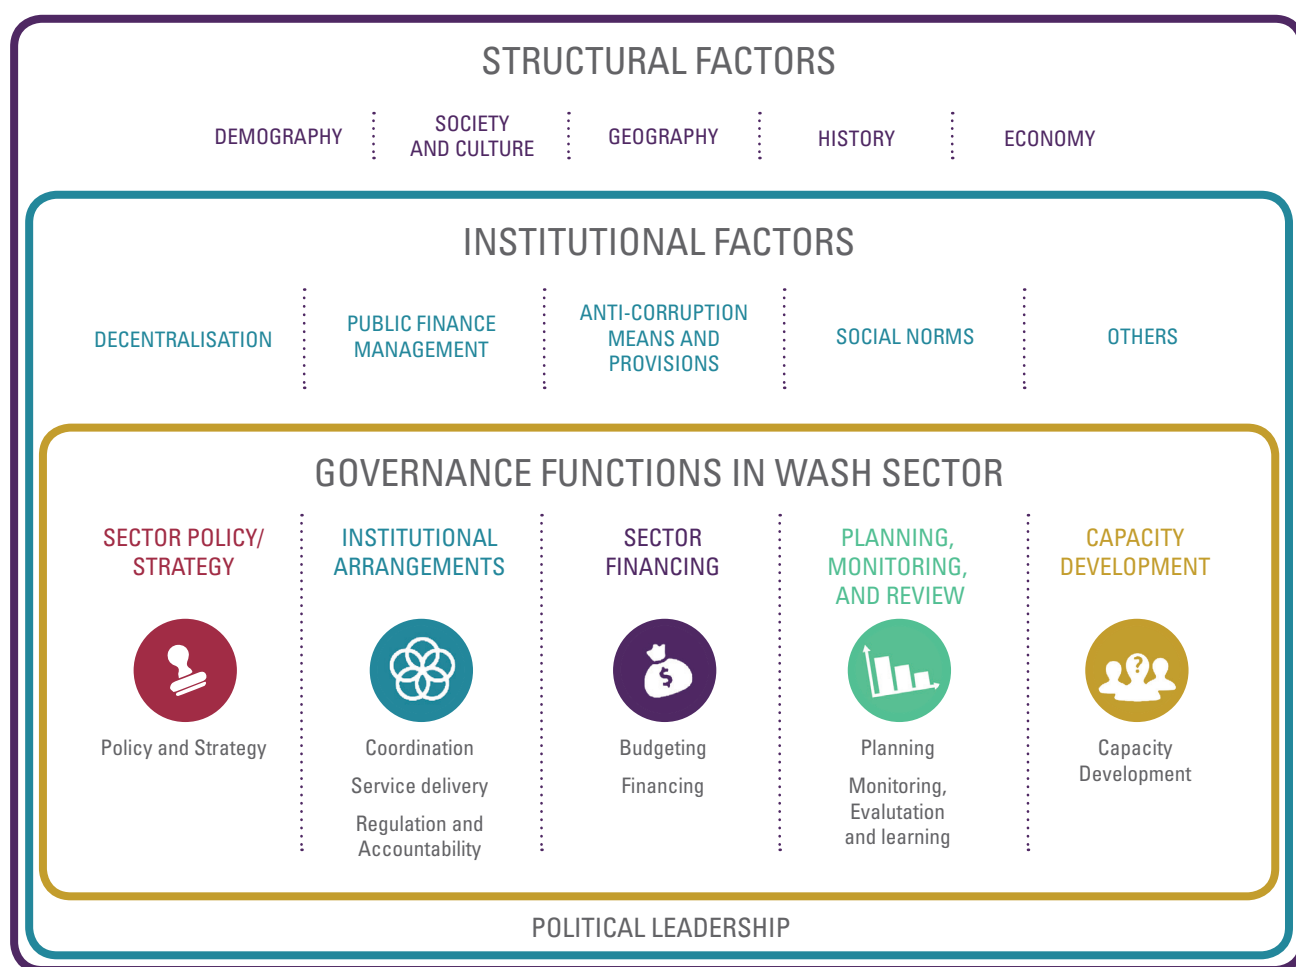 STRUCTURAL FACTORS
DEMOGRAPHY
SOCIETY
AND CULTURE
GEOGRAPHY
HISTORY
ECONOMY
INSTITUTIONAL FACTORS
DECENTRALISATION
PUBLIC FINANCE
MANAGEMENT
ANTI-CORRUPTION
MEANS AND
PROVISIONS
SOCIAL NORMS
OTHERS
GOVERNANCE FUNCTIONS IN WASH SECTOR
SECTOR POLICY/
STRATEGY
Policy and Strategy
INSTITUTIONAL
ARRANGEMENTS
Coordination
Service delivery
Regulation and
Accountability
SECTOR
FINANCING
$
Budgeting
Financing
PLANNING,
MONITORING,
AND REVIEW
Planning
Monitoring,
Evalutation
and learning
CAPACITY
DEVELOPMENT
?
Capacity
Development
POLITICAL LEADERSHIP